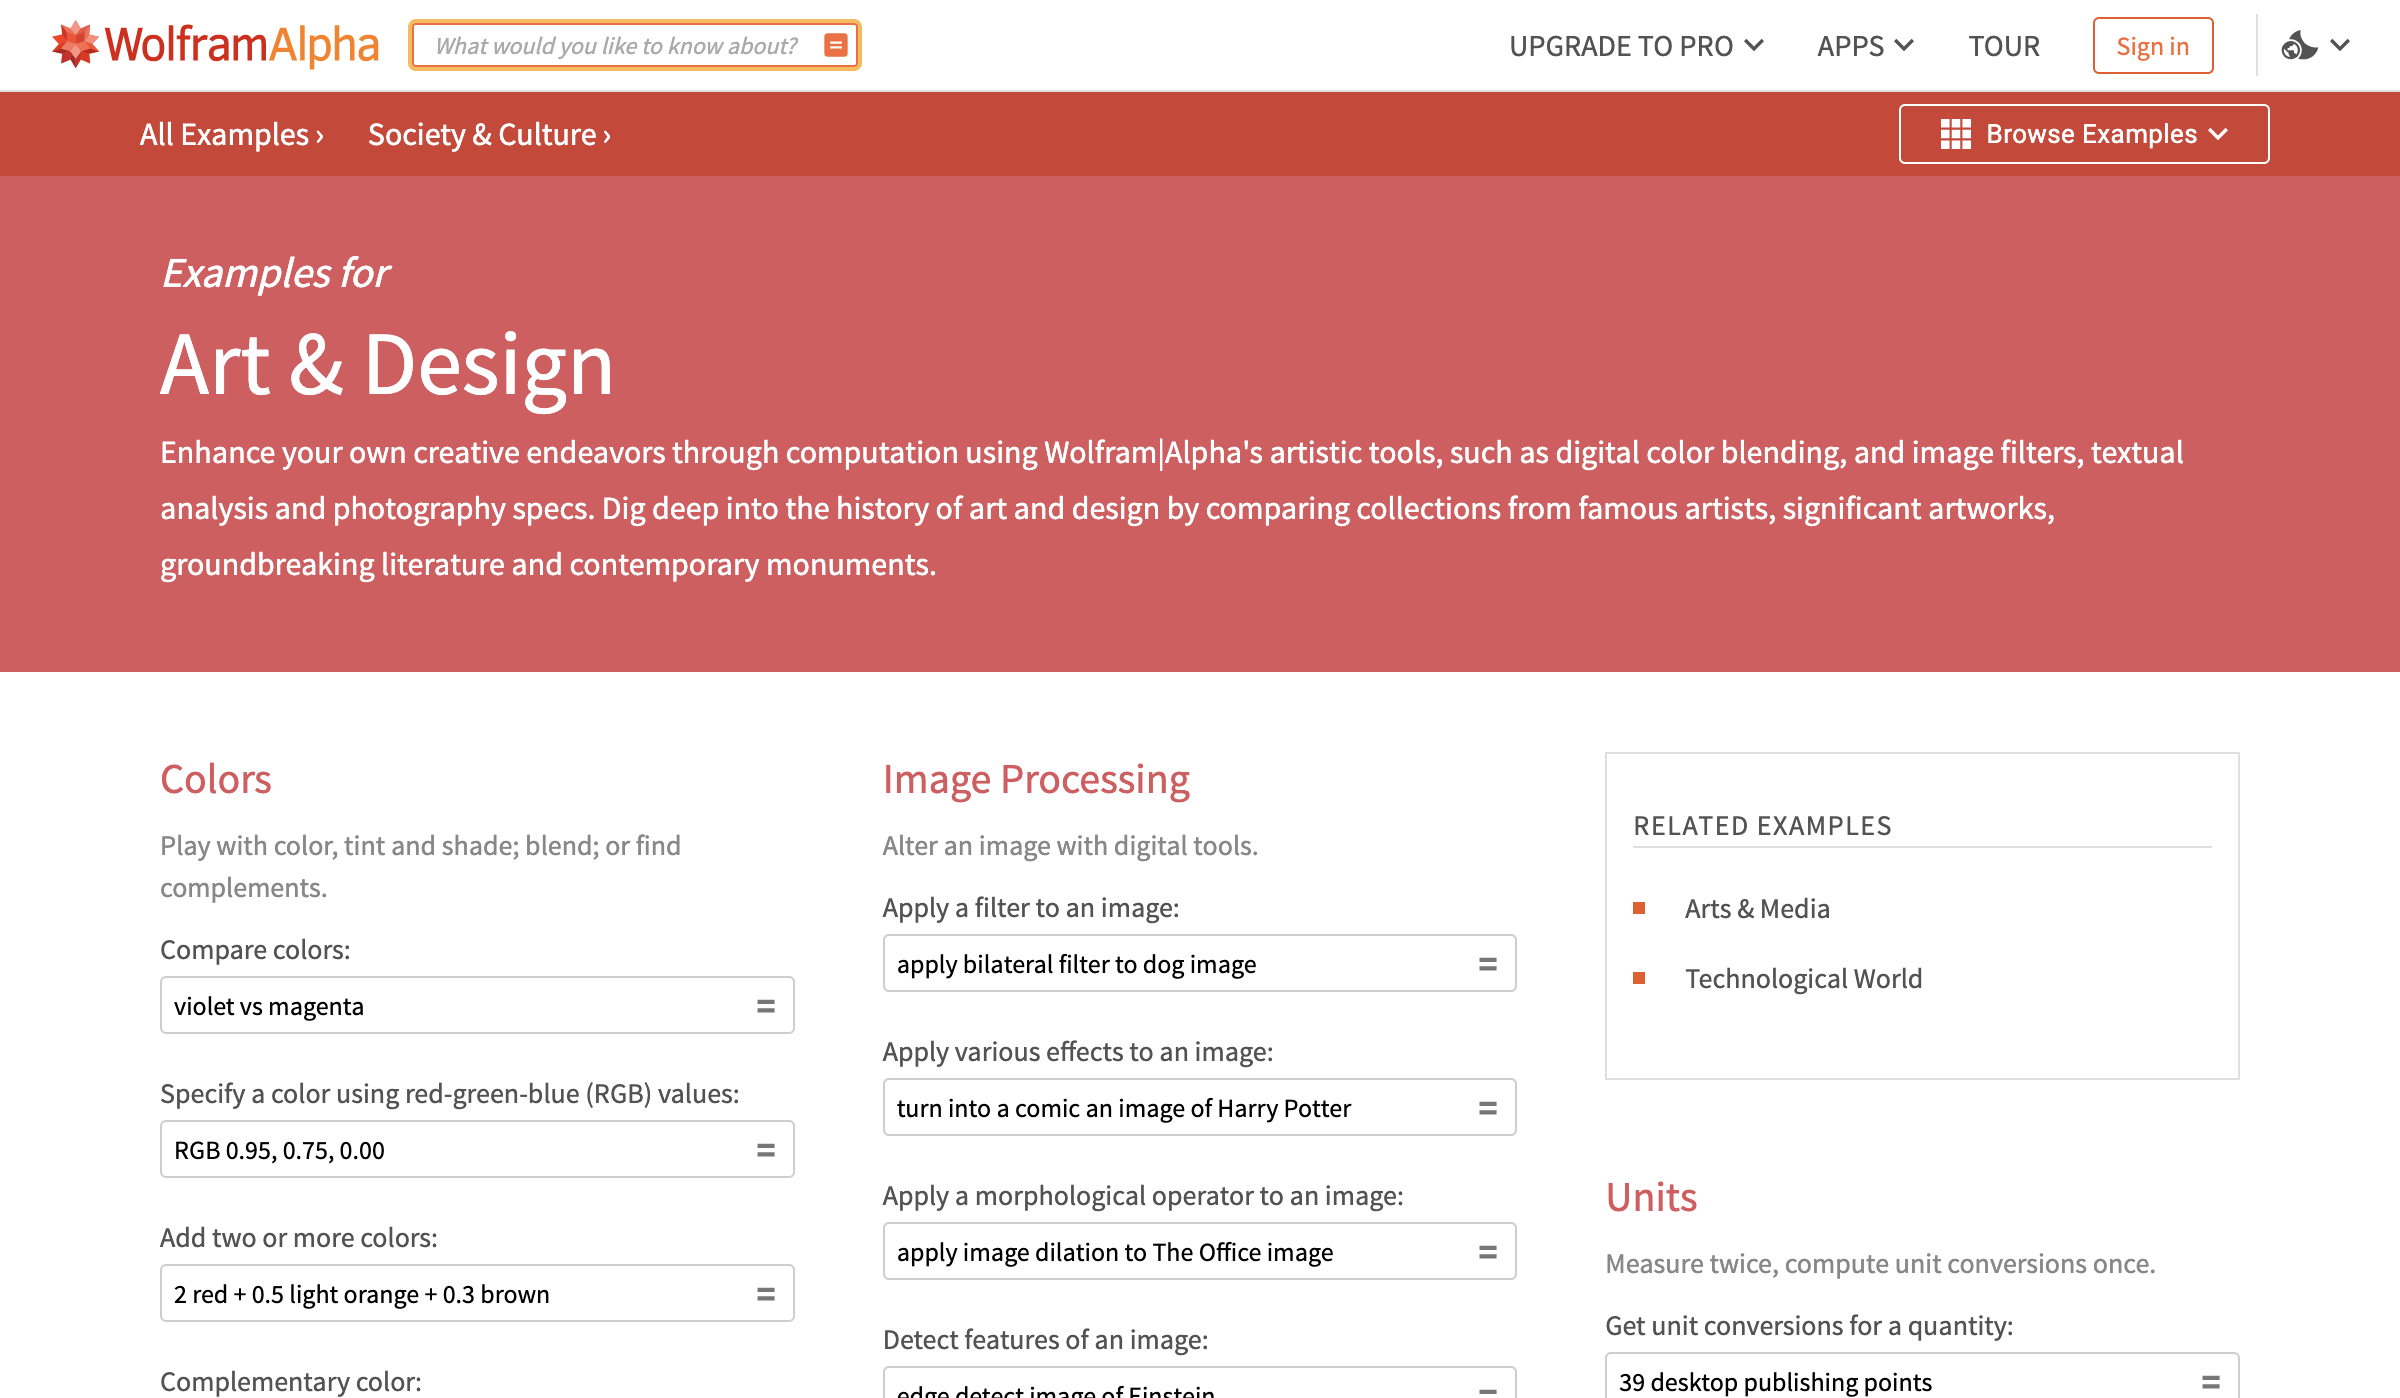 WolframAlpha
What would you like to know about?
UPGRADE TO PRO
APPS
TOUR
Sign in
All Examples ›
Society & Culture ›
Browse Examples
Examples for
Art & Design
Enhance your own creative endeavors through computation using Wolfram|Alpha's artistic tools, such as digital color blending, and image filters, textual
analysis and photography specs. Dig deep into the history of art and design by comparing collections from famous artists, significant artworks,
groundbreaking literature and contemporary monuments.
Colors
Play with color, tint and shade; blend; or find
complements.
Compare colors:
violet vs magenta
=
Specify a color using red-green-blue (RGB) values:
RGB 0.95, 0.75, 0.00
=
Add two or more colors:
2 red + 0.5 light orange + 0.3 brown
=
Complementary color:
Image Processing
Alter an image with digital tools.
Apply a filter to an image:
apply bilateral filter to dog image
=
Apply various effects to an image:
turn into a comic an image of Harry Potter
=
Apply a morphological operator to an image:
apply image dilation to The Office image
=
Detect features of an image:
edge detect image of Einstein
=
RELATED EXAMPLES
Arts & Media
Technological World
Units
Measure twice, compute unit conversions once.
Get unit conversions for a quantity:
39 desktop publishing points
=